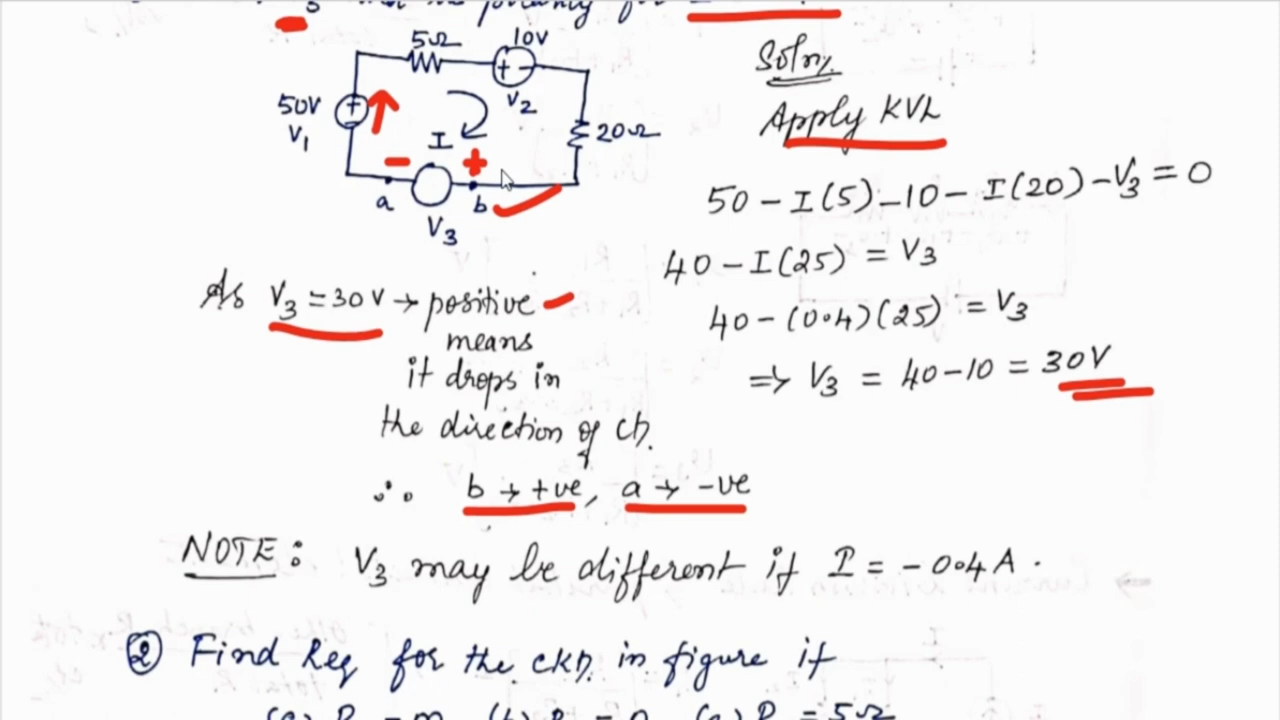 5Ω
10V
+ -
V2
50V
V1
+
I
20Ω
- +
a
b
V3
Soln,
Apply KVL
50 - I(5) - 10 - I(20) - V3 = 0
40 - I(25) = V3
40 - (0.4)(25) = V3
⇒ V3 = 40 - 10 = 30V
As V3 = 30V → positive
means
it drops in
the direction of ct.
∴ b → +ve, a → -ve
NOTE: V3 may be different if I = -0.4A.
② Find Req for the ckt. in figure if